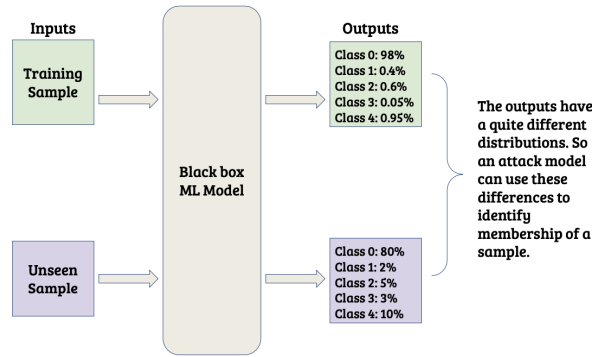 Inputs
Outputs
Training
Sample
Class 0: 98%
Class 1: 0.4%
Class 2: 0.6%
Class 3: 0.05%
Class 4: 0.95%
Black box
ML Model
The outputs have
a quite different
distributions. So
an attack model
can use these
differences to
identify
membership of a
sample.
Unseen
Sample
Class 0: 80%
Class 1: 2%
Class 2: 5%
Class 3: 3%
Class 4: 10%